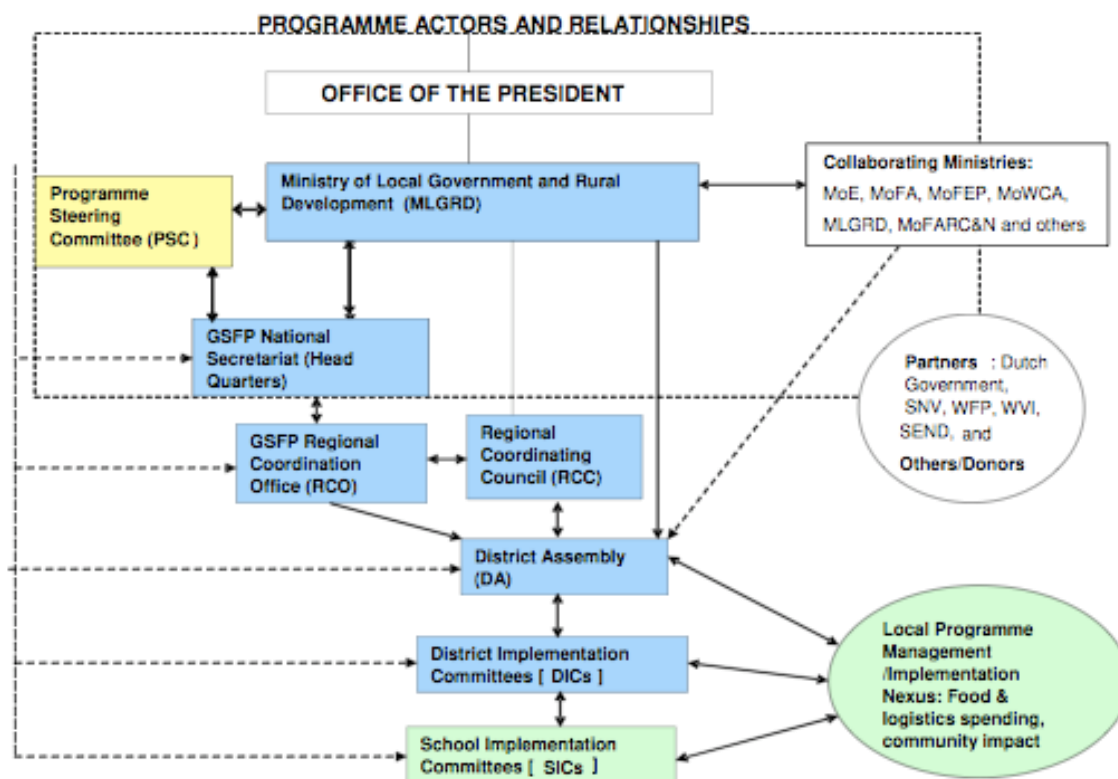 PROGRAMME ACTORS AND RELATIONSHIPS
OFFICE OF THE PRESIDENT
Ministry of Local Government and Rural
Development (MLGRD)
Collaborating Ministries:
MoE, MoFA, MoFEP, MoWCA,
MLGRD, MoFARC&N and others
Programme
Steering
Committee (PSC)
GSFP National
Secretariat (Head
Quarters)
Partners : Dutch
Government,
SNV, WFP, WVI,
SEND, and
Others/Donors
GSFP Regional
Coordination
Office (RCO)
Regional
Coordinating
Council (RCC)
District Assembly
(DA)
Local Programme
Management
/Implementation
Nexus: Food &
logistics spending,
community impact
District Implementation
Committees [ DICs ]
School Implementation
Committees [ SICs ]